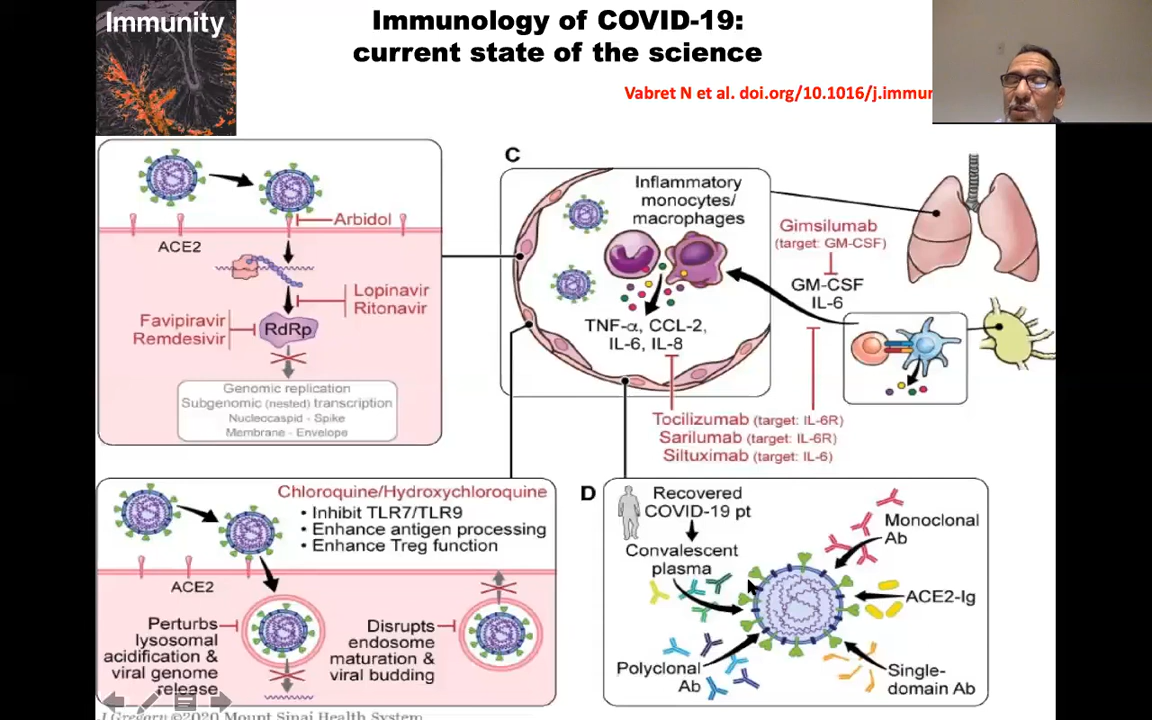 Immunity
Immunology of COVID-19:
current state of the science
Vabret N et al. doi.org/10.1016/j.immun
Arbidol
ACE2
Lopinavir
Ritonavir
Favipiravir
Remdesivir
RdRp
Genomic replication
Subgenomic (nested) transcription
Nucleocaspid - Spike
Membrane - Envelope
C
Inflammatory
monocytes/
macrophages
TNF-α, CCL-2,
IL-6, IL-8
Gimsilumab
(target: GM-CSF)
GM-CSF
IL-6
Tocilizumab (target: IL-6R)
Sarilumab (target: IL-6R)
Siltuximab (target: IL-6)
Chloroquine/Hydroxychloroquine
• Inhibit TLR7/TLR9
• Enhance antigen processing
• Enhance Treg function
ACE2
Perturbs
lysosomal
acidification &
viral genome
release
Disrupts
endosome
maturation &
viral budding
D
Recovered
COVID-19 pt
Convalescent
plasma
Monoclonal
Ab
ACE2-Ig
Polyclonal
Ab
Single-
domain Ab
J Gregory ©2020 Mount Sinai Health System